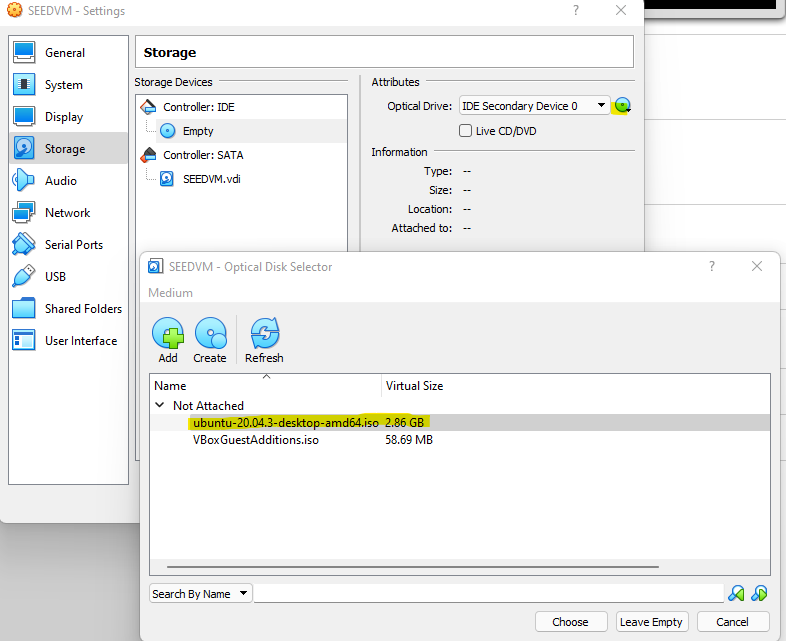 SEEDVM - Settings
?
General
System
Display
Storage
Audio
Network
Serial Ports
USB
Shared Folders
User Interface
Storage
Storage Devices
Controller: IDE
Empty
Controller: SATA
SEEDVM.vdi
Attributes
Optical Drive: IDE Secondary Device 0
Live CD/DVD
Information
Type: --
Size: --
Location: --
Attached to: --
SEEDVM - Optical Disk Selector
?
Medium
Add
Create
Refresh
Name Virtual Size
Not Attached
ubuntu-20.04.3-desktop-amd64.iso 2.86 GB
VBoxGuestAdditions.iso 58.69 MB
Search By Name
Choose
Leave Empty
Cancel